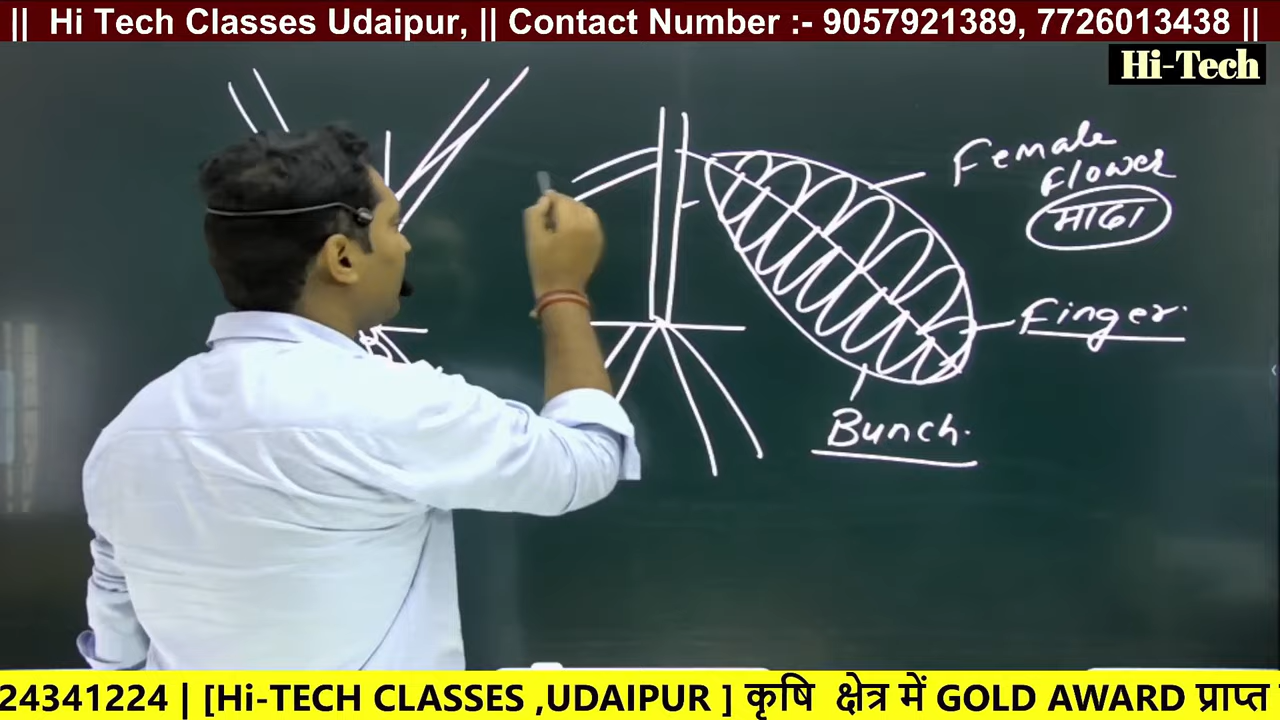 || Hi Tech Classes Udaipur, || Contact Number :- 9057921389, 7726013438 ||
Hi-Tech
Female
flower
मादा
Finger.
Bunch.
24341224 | [Hi-TECH CLASSES ,UDAIPUR ] कृषि क्षेत्र में GOLD AWARD प्राप्त